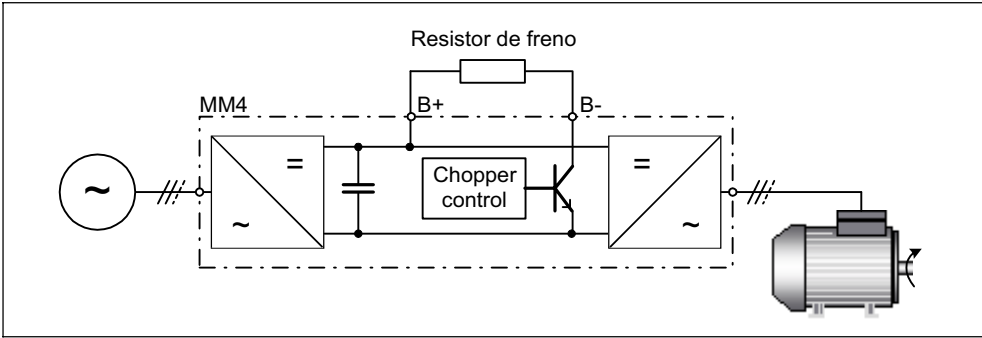 Resistor de freno
MM4
B+
B-
=
~
Chopper
control
=
~
~